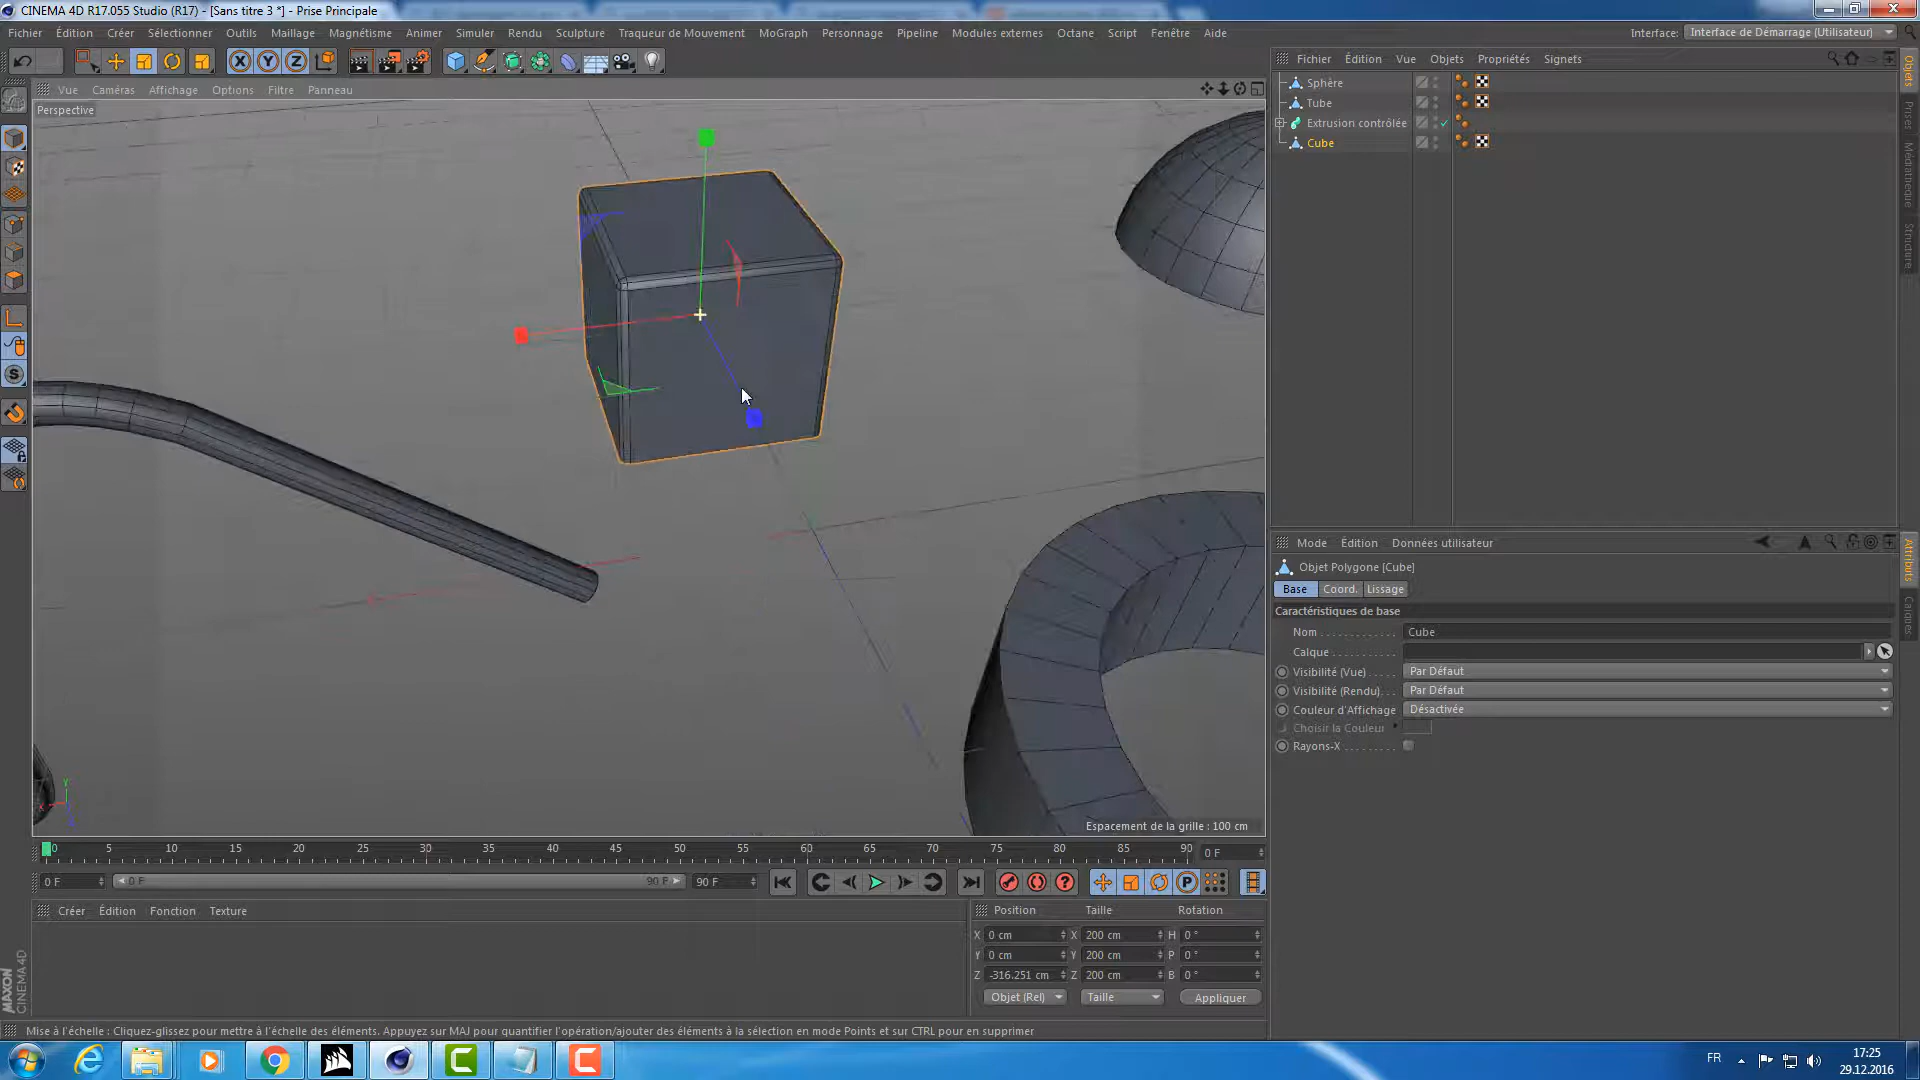 CINEMA 4D R17.055 Studio (R17) - [Sans titre 3 *] - Prise Principale
Fichier Édition Créer Sélectionner Outils Maillage Magnétisme Animer Simuler Rendu Sculpture Traqueur de Mouvement MoGraph Personnage Pipeline Modules externes Octane Script Fenêtre Aide
Interface: Interface de Démarrage (Utilisateur)
X Y Z
Fichier Édition Vue Objets Propriétés Signets
Vue Caméras Affichage Options Filtre Panneau
Perspective
Sphère
Tube
Extrusion contrôlée
Cube
Objets
Prises
Médiathèque
Structure
Mode Édition Données utilisateur
Objet Polygone [Cube]
Base Coord. Lissage
Caractéristiques de base
Nom Cube
Calque
Visibilité (Vue) Par Défaut
Visibilité (Rendu) Par Défaut
Couleur d'Affichage Désactivée
Choisir la Couleur
Rayons-X
Attributs
Calques
Y
X
Z
Espacement de la grille : 100 cm
0 5 10 15 20 25 30 35 40 45 50 55 60 65 70 75 80 85 90 0 F
0 F 0 F 90 F 90 F
P
Créer Édition Fonction Texture
Position Taille Rotation
X 0 cm X 200 cm H 0 °
Y 0 cm Y 200 cm P 0 °
Z -316.251 cm Z 200 cm B 0 °
Objet (Rel) Taille Appliquer
MAXON
CINEMA 4D
Mise à l'échelle : Cliquez-glissez pour mettre à l'échelle des éléments. Appuyez sur MAJ pour quantifier l'opération/ajouter des éléments à la sélection en mode Points et sur CTRL pour en supprimer
FR
17:25
29.12.2016